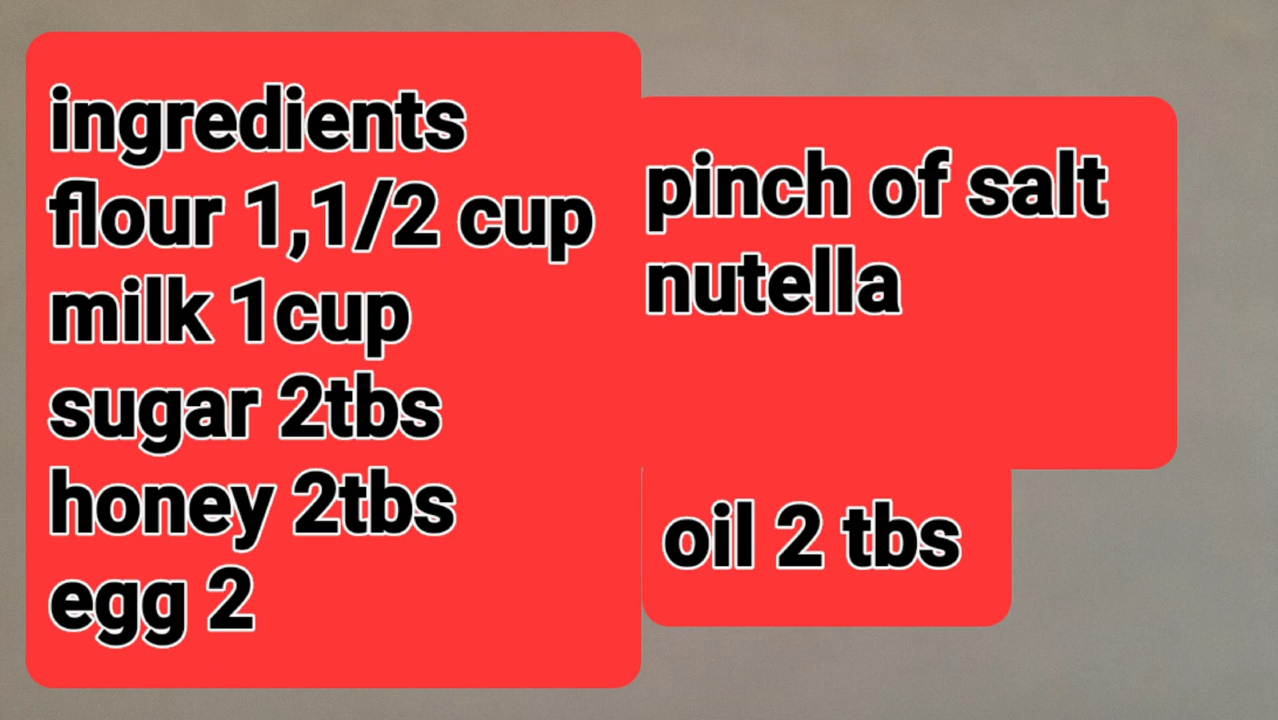 ingredients
flour 1,1/2 cup
milk 1cup
sugar 2tbs
honey 2tbs
egg 2
pinch of salt
nutella
oil 2 tbs